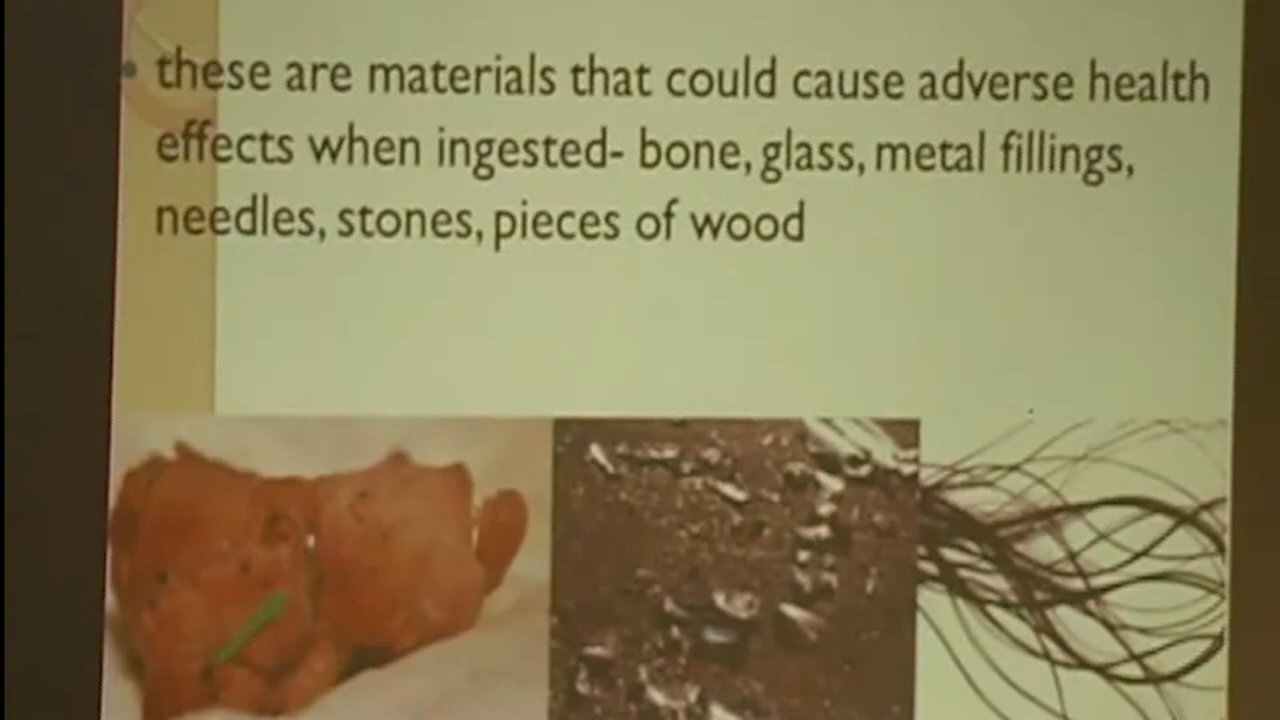 these are materials that could cause adverse health
effects when ingested- bone, glass, metal fillings,
needles, stones, pieces of wood